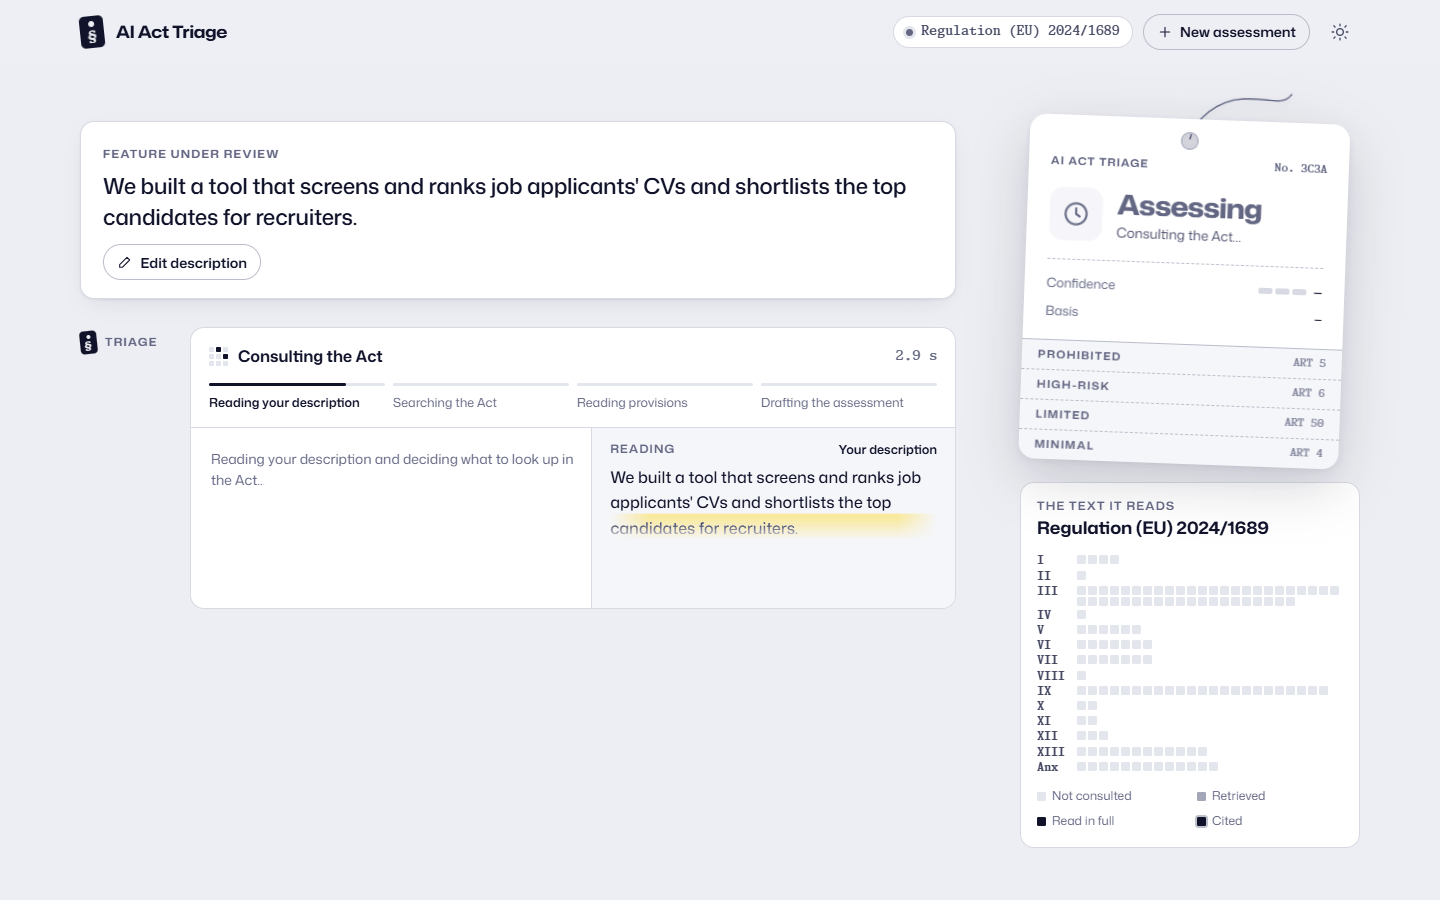 AI Act Triage
Regulation (EU) 2024/1689
New assessment
FEATURE UNDER REVIEW
We built a tool that screens and ranks job applicants' CVs and shortlists the top
candidates for recruiters.
Edit description
TRIAGE
Consulting the Act
2.9 s
Reading your description
Searching the Act
Reading provisions
Drafting the assessment
Reading your description and deciding what to look up in
the Act..
READING
Your description
We built a tool that screens and ranks job
applicants' CVs and shortlists the top
candidates for recruiters.
AI ACT TRIAGE
No. 3C3A
Assessing
Consulting the Act...
Confidence –
Basis –
PROHIBITED ART 5
HIGH-RISK ART 6
LIMITED ART 50
MINIMAL ART 4
THE TEXT IT READS
Regulation (EU) 2024/1689
I
II
III
IV
V
VI
VII
VIII
IX
X
XI
XII
XIII
Anx
Not consulted
Retrieved
Read in full
Cited